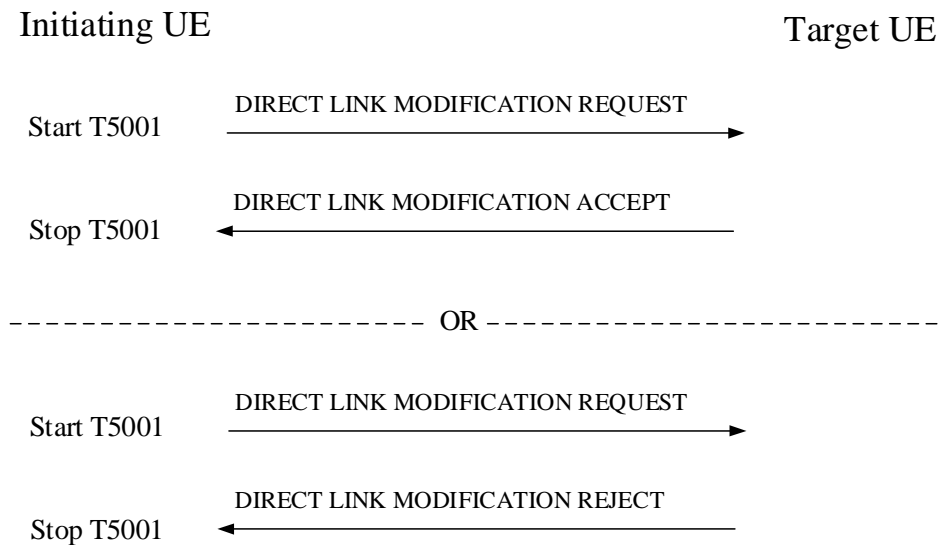 Initiating UE
Target UE
DIRECT LINK MODIFICATION REQUEST
Start T5001
DIRECT LINK MODIFICATION ACCEPT
Stop T5001
OR
DIRECT LINK MODIFICATION REQUEST
Start T5001
DIRECT LINK MODIFICATION REJECT
Stop T5001